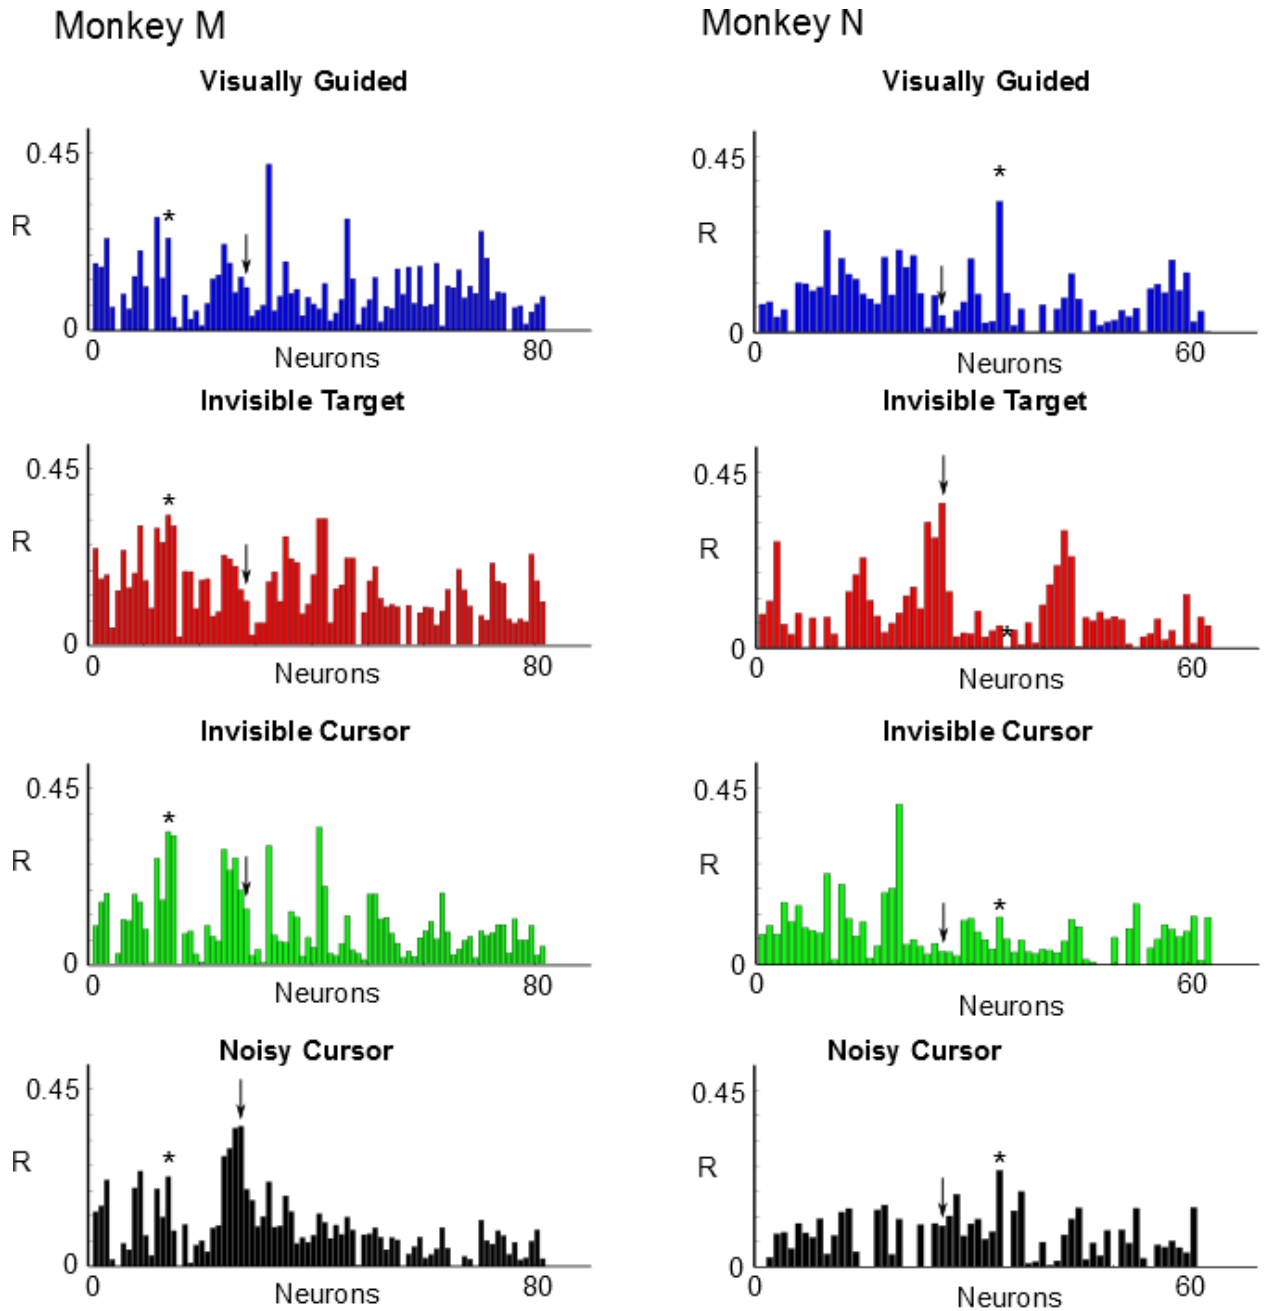 Monkey M
Monkey N
Visually Guided
0.45
R
*
0
0
Neurons
80
Visually Guided
0.45
R
*
0
0
Neurons
60
Invisible Target
0.45
R
*
0
0
Neurons
80
Invisible Target
0.45
R
*
0
0
Neurons
60
Invisible Cursor
0.45
R
*
0
0
Neurons
80
Invisible Cursor
0.45
R
*
0
0
Neurons
60
Noisy Cursor
0.45
R
*
0
0
Neurons
80
Noisy Cursor
0.45
R
*
0
0
Neurons
60